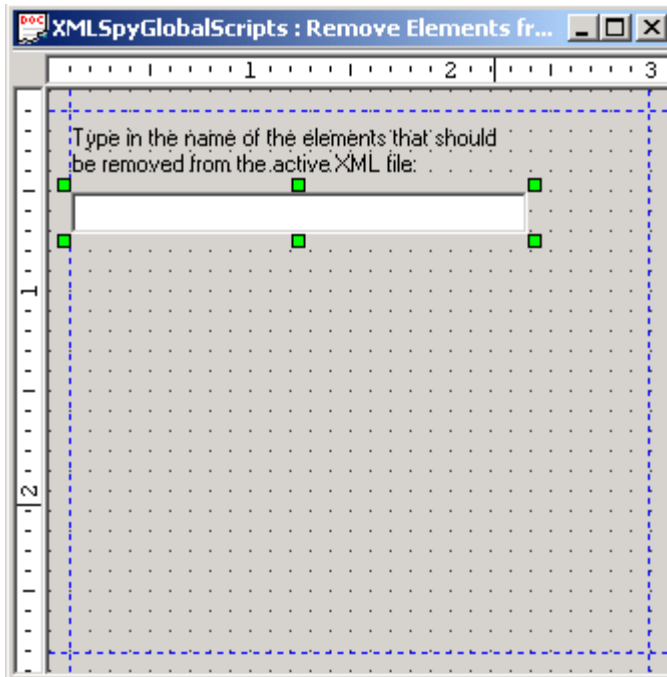 DOC XMLSpyGlobalScripts : Remove Elements fr...
1 2 3
Type in the name of the elements that should
be removed from the active XML file:
1
2